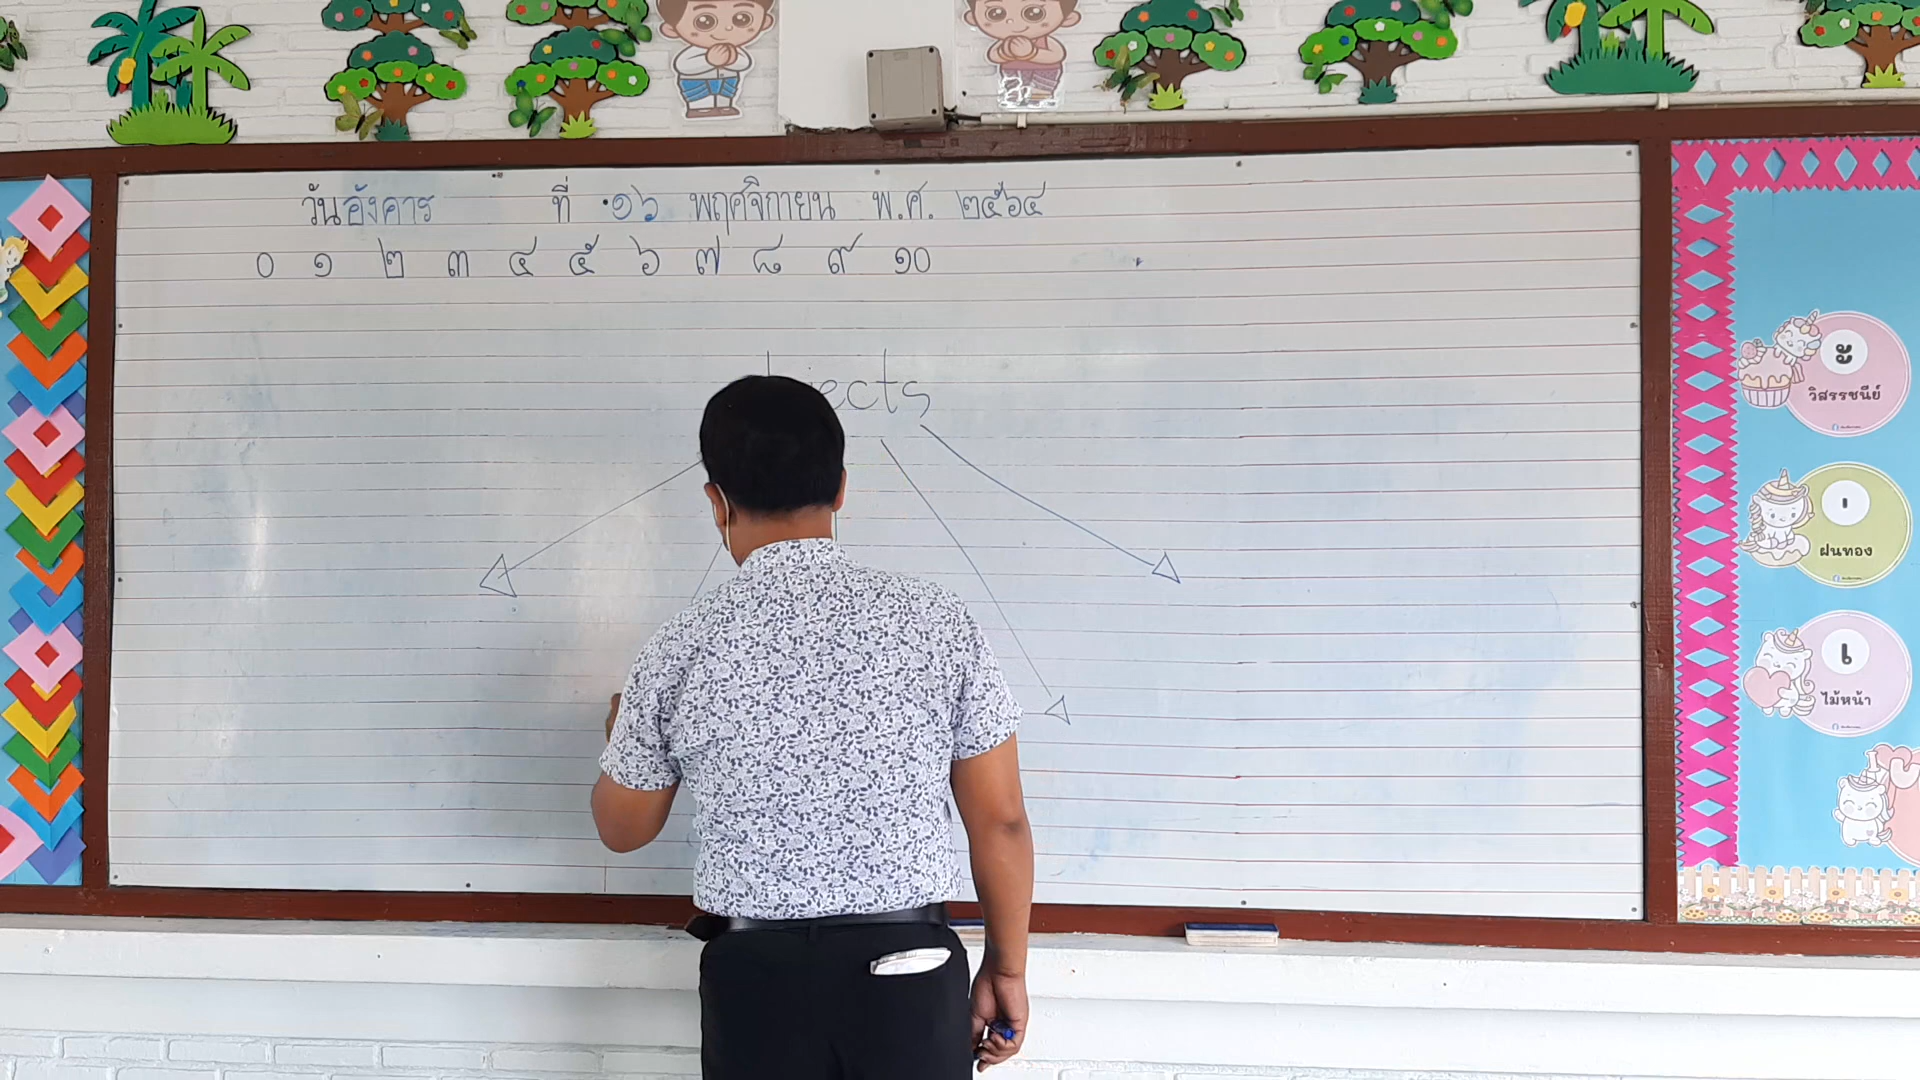 วันอังคาร ที่ ๑๖ พฤศจิกายน พ.ศ. ๒๕๖๔
๐ ๑ ๒ ๓ ๔ ๕ ๖ ๗ ๘ ๙ ๑๐
ects
ะ
วิสรรชนีย์
ฝนทอง
เ
ไม้หน้า